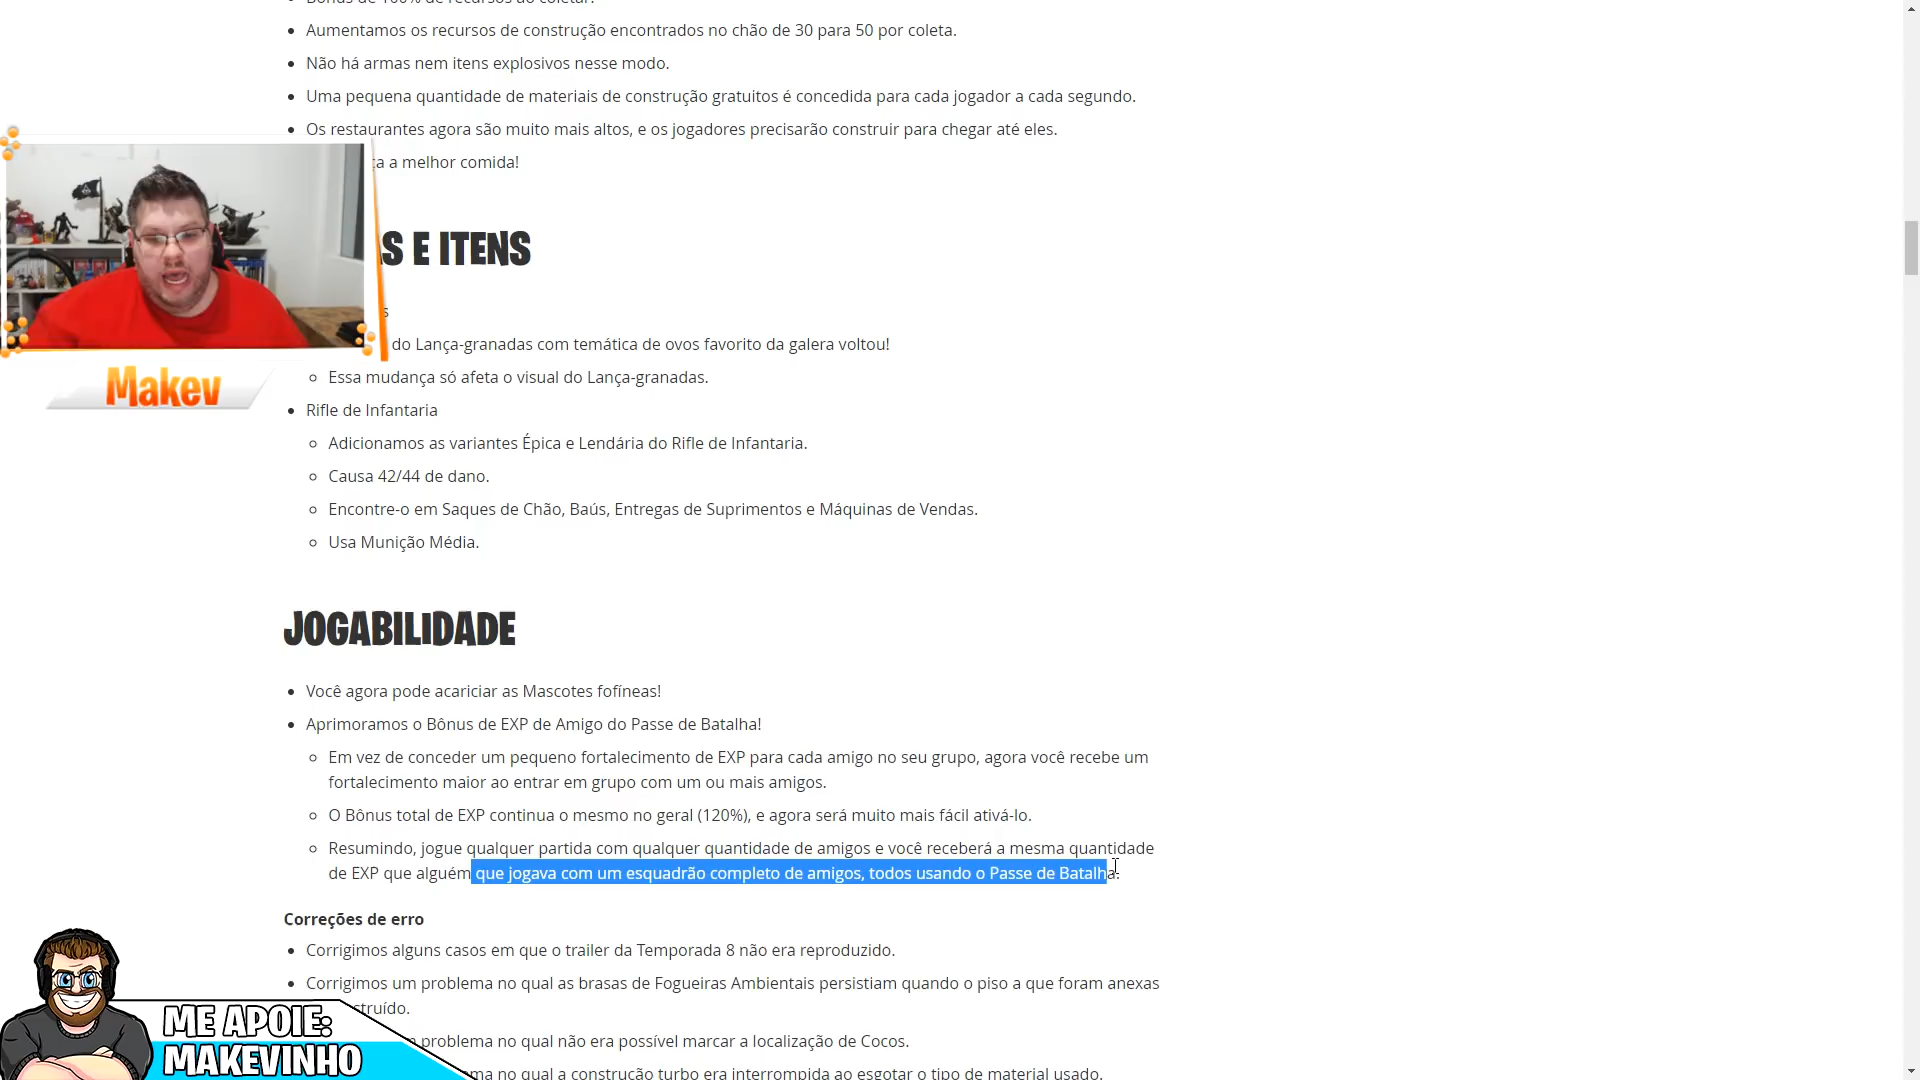 Bônus de 100% de recursos ao coletar.
Aumentamos os recursos de construção encontrados no chão de 30 para 50 por coleta.
Não há armas nem itens explosivos nesse modo.
Uma pequena quantidade de materiais de construção gratuitos é concedida para cada jogador a cada segundo.
Os restaurantes agora são muito mais altos, e os jogadores precisarão construir para chegar até eles.
a melhor comida!
S E ITENS
s
do Lança-granadas com temática de ovos favorito da galera voltou!
Makev
Essa mudança só afeta o visual do Lança-granadas.
Rifle de Infantaria
Adicionamos as variantes Épica e Lendária do Rifle de Infantaria.
Causa 42/44 de dano.
Encontre-o em Saques de Chão, Baús, Entregas de Suprimentos e Máquinas de Vendas.
Usa Munição Média.
JOGABILIDADE
Você agora pode acariciar as Mascotes fofíneas!
Aprimoramos o Bônus de EXP de Amigo do Passe de Batalha!
Em vez de conceder um pequeno fortalecimento de EXP para cada amigo no seu grupo, agora você recebe um
fortalecimento maior ao entrar em grupo com um ou mais amigos.
O Bônus total de EXP continua o mesmo no geral (120%), e agora será muito mais fácil ativá-lo.
Resumindo, jogue qualquer partida com qualquer quantidade de amigos e você receberá a mesma quantidade
de EXP que alguém que jogava com um esquadrão completo de amigos, todos usando o Passe de Batalha.
Correções de erro
Corrigimos alguns casos em que o trailer da Temporada 8 não era reproduzido.
Corrigimos um problema no qual as brasas de Fogueiras Ambientais persistiam quando o piso a que foram anexas
struído.
problema no qual não era possível marcar a localização de Cocos.
ma no qual a construção turbo era interrompida ao esgotar o tipo de material usado.
ME APOIE:
MAKEVINHO